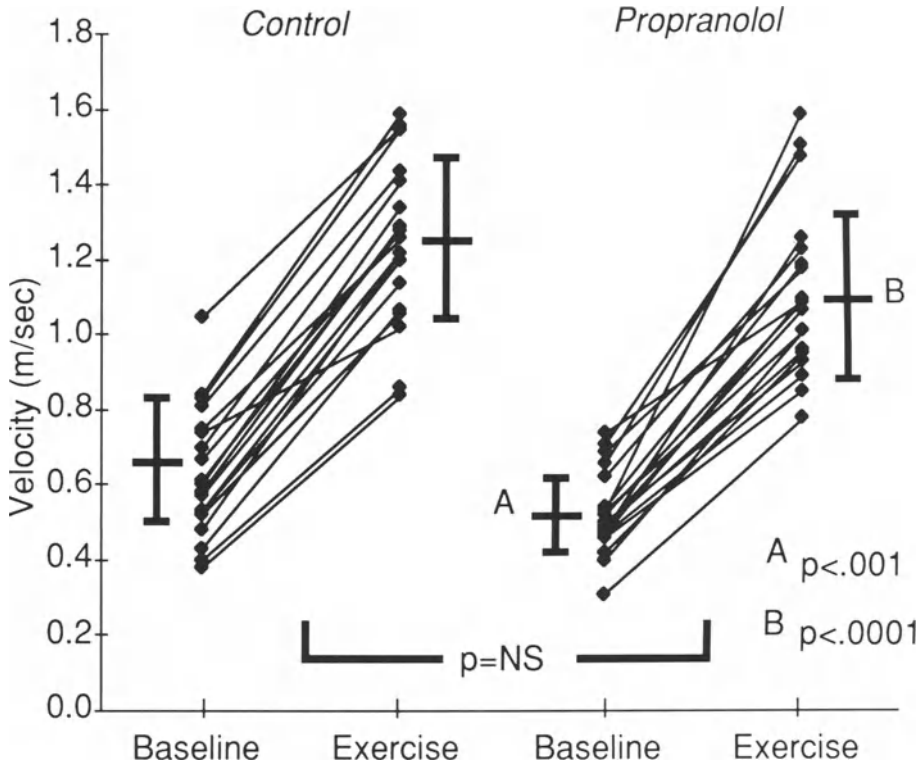 Control Propranolol
1.8
1.6
1.4
1.2
1.0
0.8
0.6
0.4
0.2
0.0
Velocity (m/sec)
B
A
A p<.001
B p<.0001
p=NS
Baseline Exercise Baseline Exercise